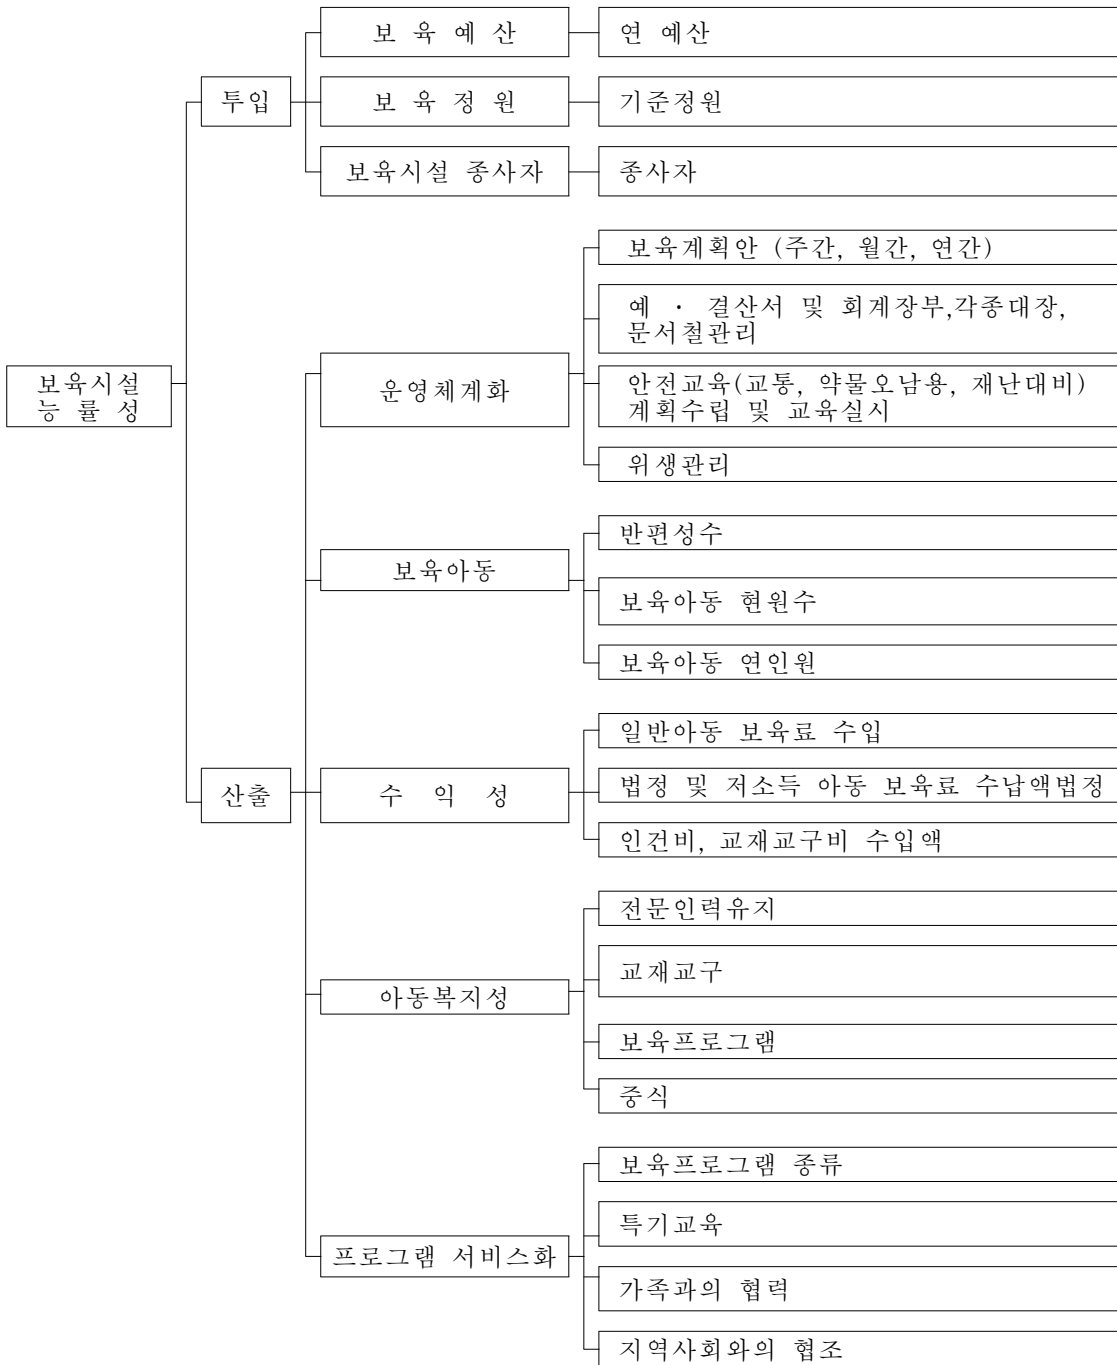 보 육 예 산
연 예산
투입
보 육 정 원
기준정원
보육시설 종사자
종사자
보육계획안 (주간, 월간, 연간)
예 · 결산서 및 회계장부,각종대장,
문서철관리
보육시설
능 률 성
운영체계화
안전교육(교통, 약물오남용, 재난대비)
계획수립 및 교육실시
위생관리
반편성수
보육아동
보육아동 현원수
보육아동 연인원
일반아동 보육료 수입
산출
수 익 성
법정 및 저소득 아동 보육료 수납액법정
인건비, 교재교구비 수입액
전문인력유지
아동복지성
교재교구
보육프로그램
중식
보육프로그램 종류
특기교육
프로그램 서비스화
가족과의 협력
지역사회와의 협조